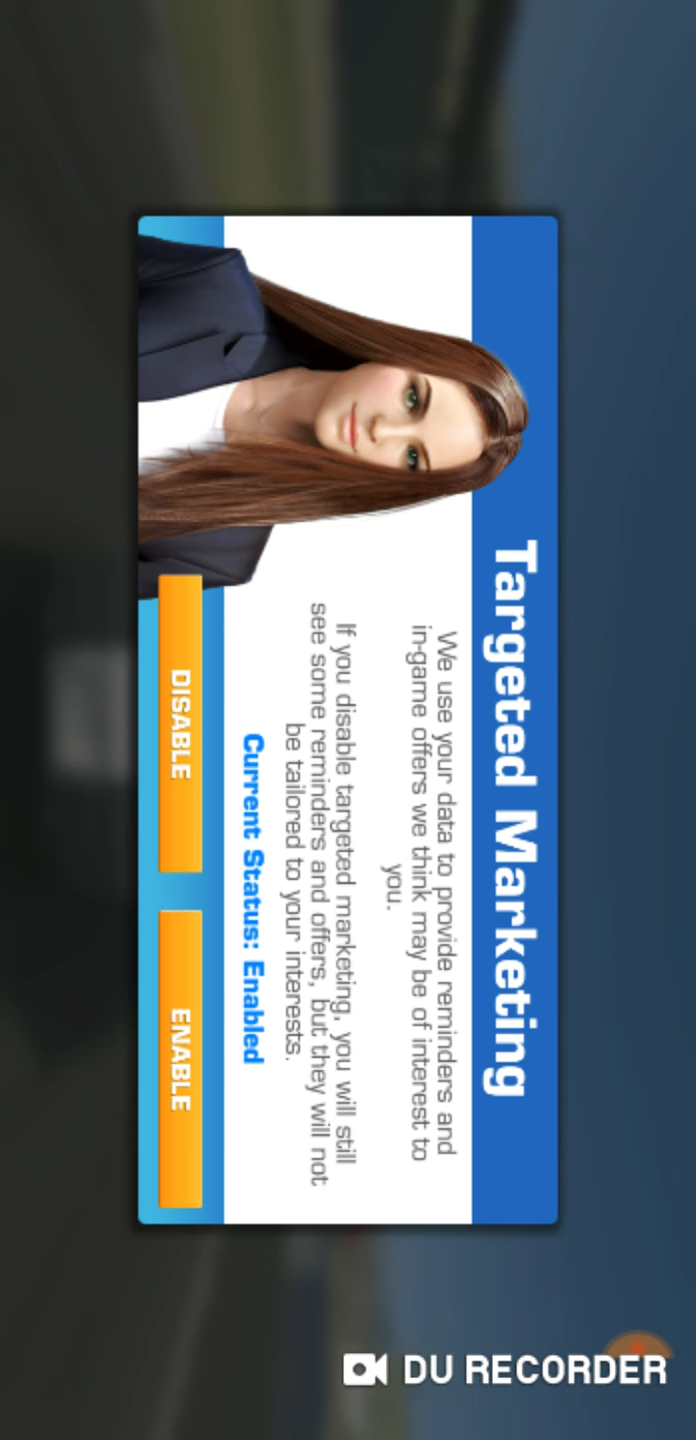 Targeted Marketing
We use your data to provide reminders and
in-game offers we think may be of interest to
you.
If you disable targeted marketing, you will still
see some reminders and offers, but they will not
be tailored to your interests.
Current Status: Enabled
DISABLE
ENABLE
DU RECORDER